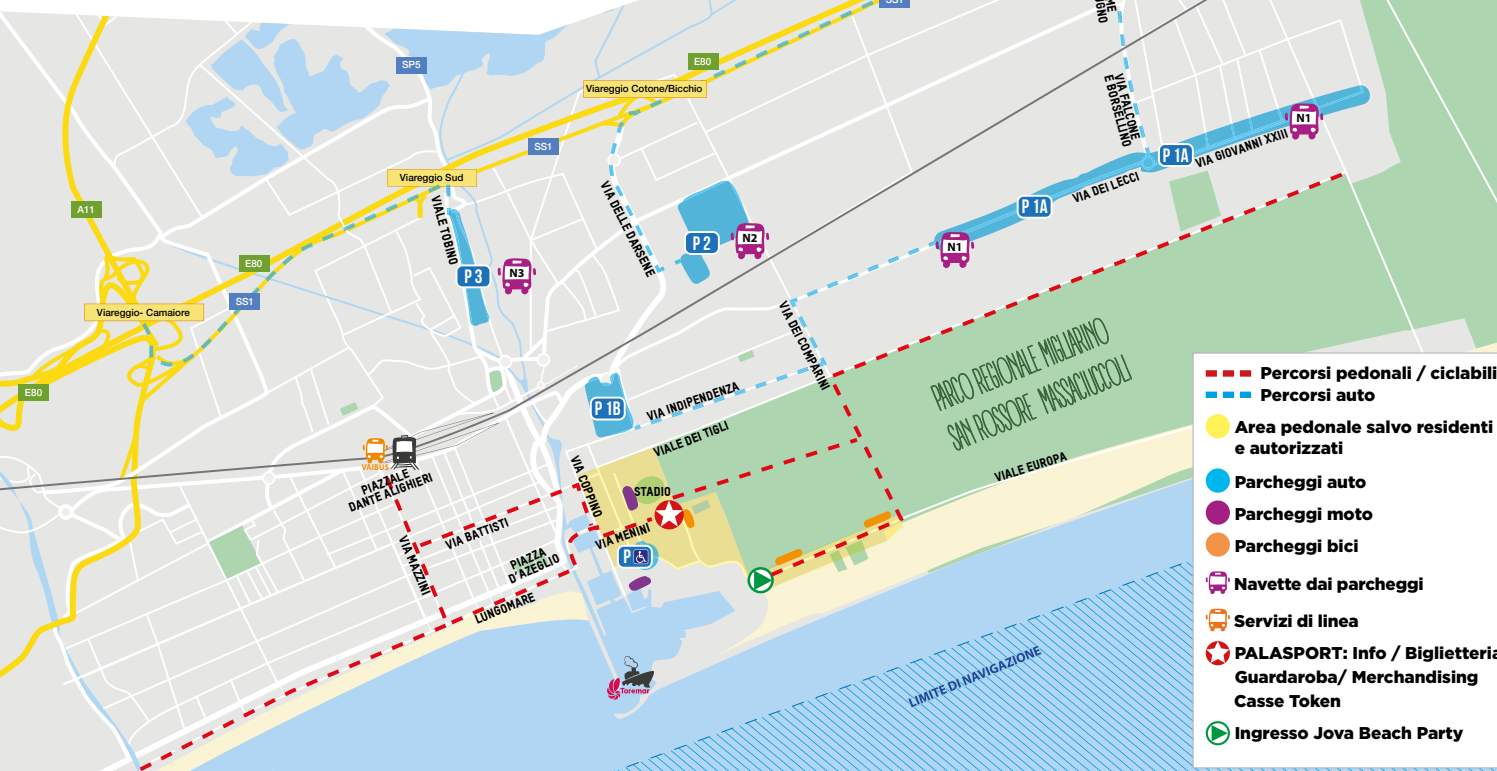 SS1
SP5
E80
Viareggio Cotone/Bicchio
SS1
Viareggio Sud
A11
E80
SS1
Viareggio- Camaiore
E80
VIALE TOBINO
P 3
N3
VIA DELLE DARSENE
P 2
N2
VIA FALCONE
E BORSELLINO
P 1A
N1
VIA GIOVANNI XXIII
VIA DEI LECCI
P 1A
N1
VIA DEI COMPARINI
P 1B
VIA INDIPENDENZA
VIALE DEI TIGLI
PARCO REGIONALE MIGLIARINO
SAN ROSSORE MASSACIUCCOLI
VIALE EUROPA
VAIBUS
PIAZZALE
DANTE ALIGHIERI
VIA COPPINO
STADIO
VIA BATTISTI
VIA MENINI
P
VIA MAZZINI
PIAZZA
D'AZEGLIO
LUNGOMARE
Toremar
LIMITE DI NAVIGAZIONE
Percorsi pedonali / ciclabili
Percorsi auto
Area pedonale salvo residenti
e autorizzati
Parcheggi auto
Parcheggi moto
Parcheggi bici
Navette dai parcheggi
Servizi di linea
PALASPORT: Info / Biglietteria
Guardaroba/ Merchandising
Casse Token
Ingresso Jova Beach Party